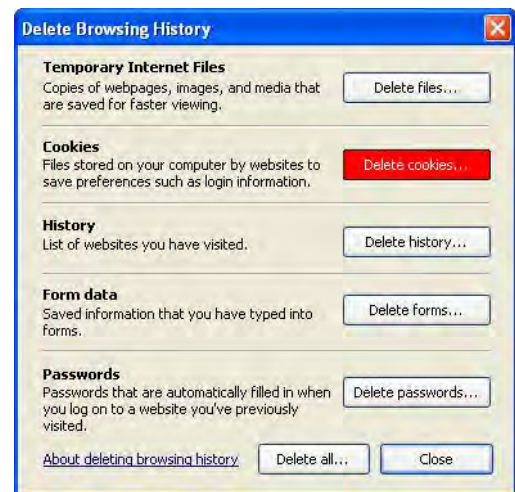 Delete Browsing History
Temporary Internet Files
Copies of webpages, images, and media that
are saved for faster viewing.
Delete files...
Cookies
Files stored on your computer by websites to
save preferences such as login information.
Delete cookies...
History
List of websites you have visited.
Delete history...
Form data
Saved information that you have typed into
forms.
Delete forms...
Passwords
Passwords that are automatically filled in when
you log on to a website you've previously
visited.
Delete passwords...
About deleting browsing history
Delete all...
Close